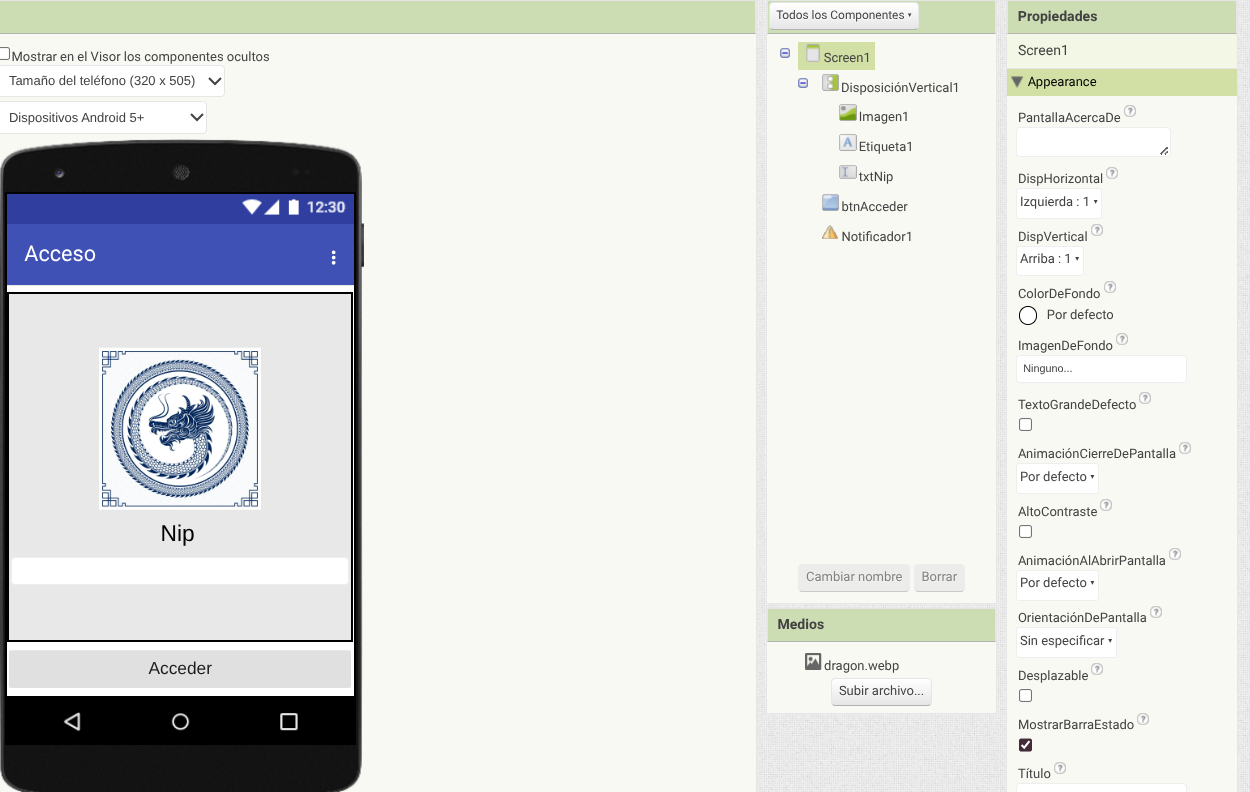 Mostrar en el Visor los componentes ocultos
Tamaño del teléfono (320 x 505)
Dispositivos Android 5+
12:30
Acceso
Nip
Acceder
Todos los Componentes
Screen1
DisposiciónVertical1
Imagen1
A Etiqueta1
txtNip
btnAcceder
Notificador1
Cambiar nombre Borrar
Medios
dragon.webp
Subir archivo...
Propiedades
Screen1
Appearance
PantallaAcercaDe ?
DispHorizontal ?
Izquierda : 1
DispVertical ?
Arriba : 1
ColorDeFondo ?
Por defecto
ImagenDeFondo ?
Ninguno...
TextoGrandeDefecto ?
AnimaciónCierreDePantalla ?
Por defecto
AltoContraste ?
AnimaciónAlAbrirPantalla ?
Por defecto
OrientaciónDePantalla ?
Sin especificar
Desplazable ?
MostrarBarraEstado ?
Título ?